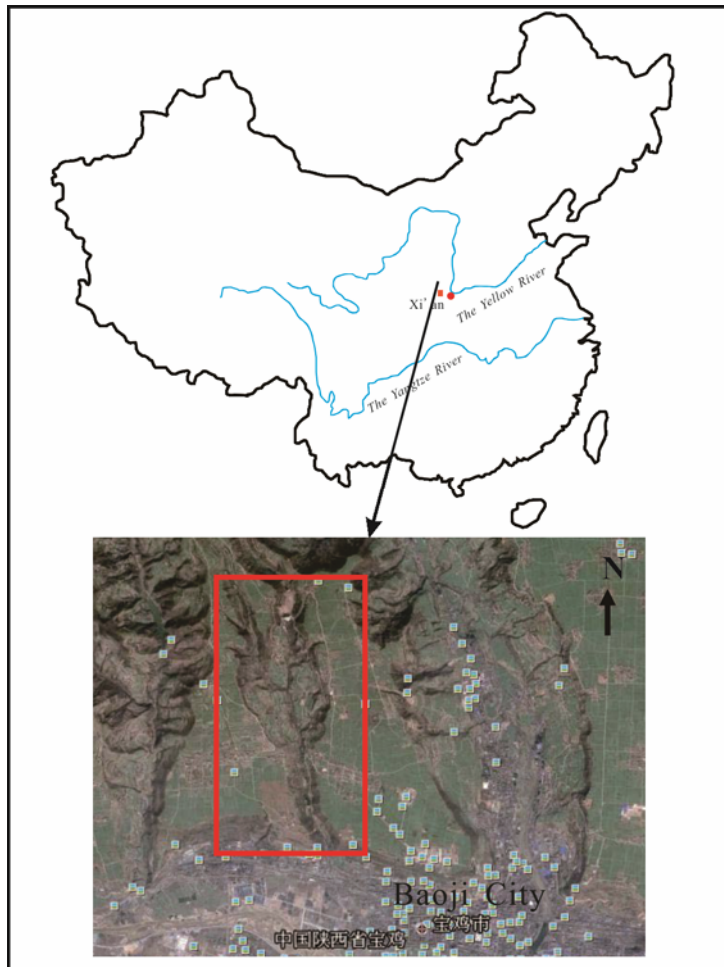 Xi' an
The Yellow River
The Yangtze River
N
Baoji City
宝鸡市
中国陕西省宝鸡